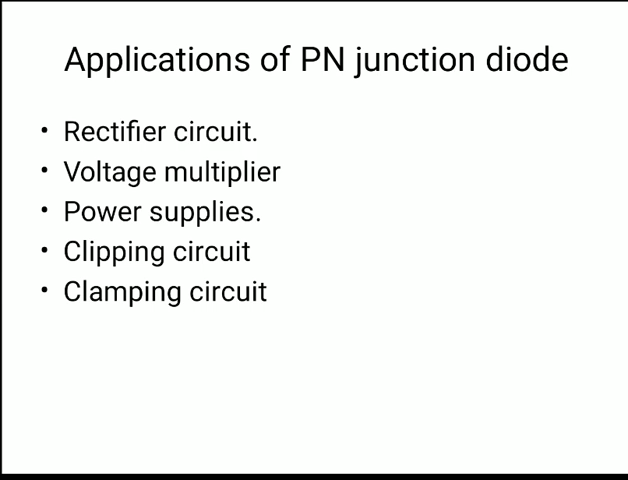 Applications of PN junction diode
• Rectifier circuit.
• Voltage multiplier
• Power supplies.
• Clipping circuit
• Clamping circuit